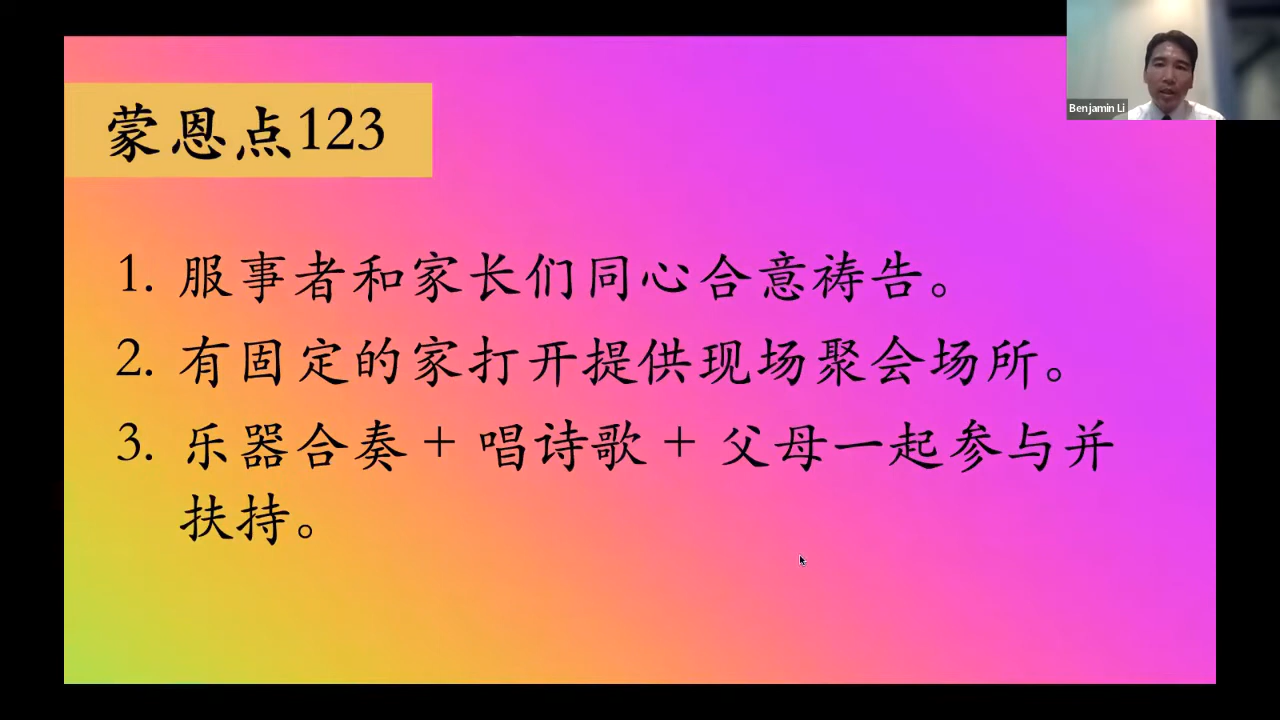 蒙恩点123
1. 服事者和家长们同心合意祷告。
2. 有固定的家打开提供现场聚会场所。
3. 乐器合奏 + 唱诗歌 + 父母一起参与并
扶持。
Benjamin Li